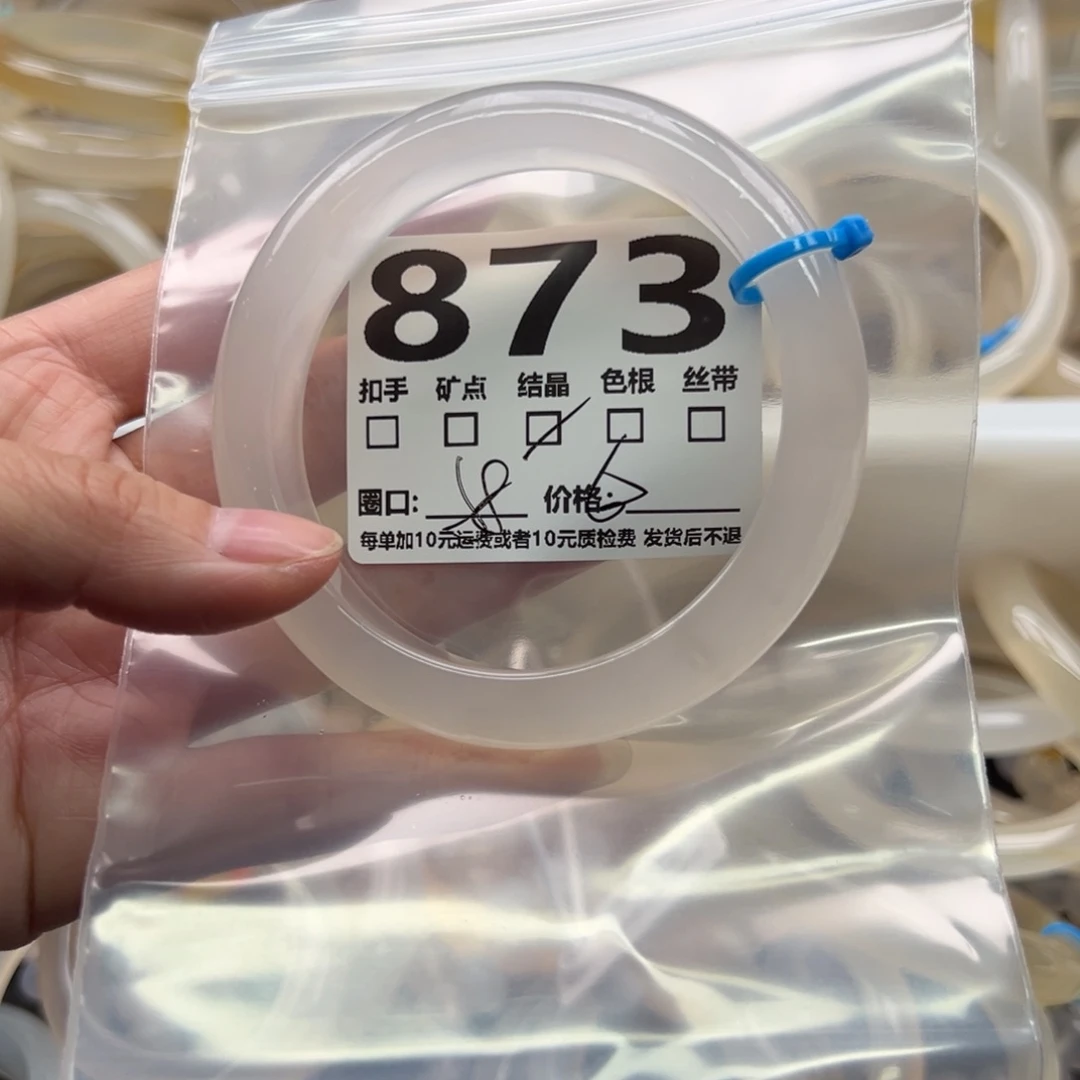 873
扣手 矿点 结晶 色根 丝带
圈口: 价格:
每单加10元运费或者10元质检费 发货后不退